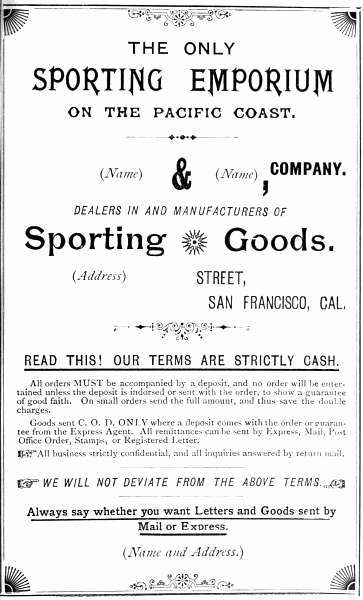 THE ONLY
SPORTING EMPORIUM
ON THE PACIFIC COAST.
(Name) & (Name), COMPANY.
DEALERS IN AND MANUFACTURERS OF
Sporting Goods.
(Address) STREET,
SAN FRANCISCO, CAL.
READ THIS! OUR TERMS ARE STRICTLY CASH.
All orders MUST be accompanied by a deposit, and no order will be enter-
tained unless the deposit is indorsed or sent with the order, to show a guarantee
of good faith. On small orders send the full amount, and thus save the double
charges.
Goods sent C. O. D. ONLY where a deposit comes with the order or guaran-
tee from the Express Agent. All remittances can be sent by Express, Mail, Post
Office Order, Stamps, or Registered Letter.
All business strictly confidential, and all inquiries answered by return mail.
WE WILL NOT DEVIATE FROM THE ABOVE TERMS.
Always say whether you want Letters and Goods sent by
Mail or Express.
(Name and Address.)